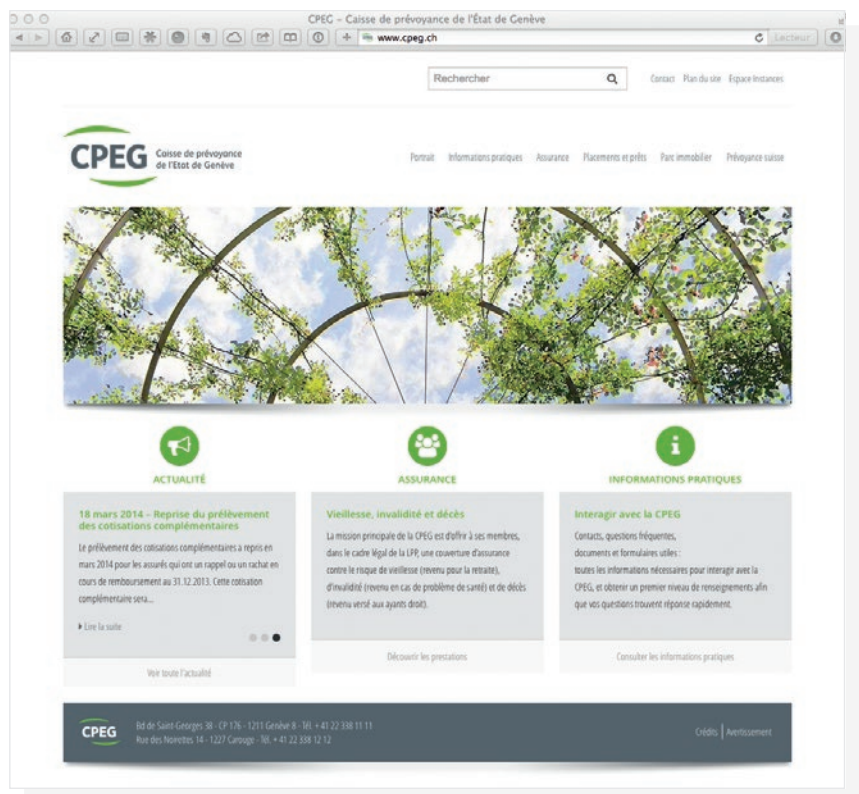 CPEG – Caisse de prévoyance de l'État de Genève
www.cpeg.ch
Lecteur
Rechercher
Contact Plan du site Espace Instances
CPEG Caisse de prévoyance
de l'Etat de Genève
Portrait Informations pratiques Assurance Placements et prêts Parc immobilier Prévoyance suisse
ACTUALITÉ
18 mars 2014 – Reprise du prélèvement
des cotisations complémentaires
Le prélèvement des cotisations complémentaires a repris en
mars 2014 pour les assurés qui ont un rappel ou un rachat en
cours de remboursement au 31.12.2013. Cette cotisation
complémentaire sera...
Lire la suite
Voir toute l'actualité
ASSURANCE
Vieillesse, invalidité et décès
La mission principale de la CPEG est d'offrir à ses membres,
dans le cadre légal de la LPP, une couverture d'assurance
contre le risque de vieillesse (revenu pour la retraite),
d'invalidité (revenu en cas de problème de santé) et de décès
(revenu versé aux ayants droit).
Découvrir les prestations
INFORMATIONS PRATIQUES
Interagir avec la CPEG
Contacts, questions fréquentes,
documents et formulaires utiles :
toutes les informations nécessaires pour interagir avec la
CPEG, et obtenir un premier niveau de renseignements afin
que vos questions trouvent réponse rapidement.
Consulter les informations pratiques
CPEG
Bd de Saint-Georges 38 - CP 176 - 1211 Genève 8 - Tél. + 41 22 338 11 11
Rue des Noirettes 14 - 1227 Carouge - Tél. + 41 22 338 12 12
Crédits | Avertissement